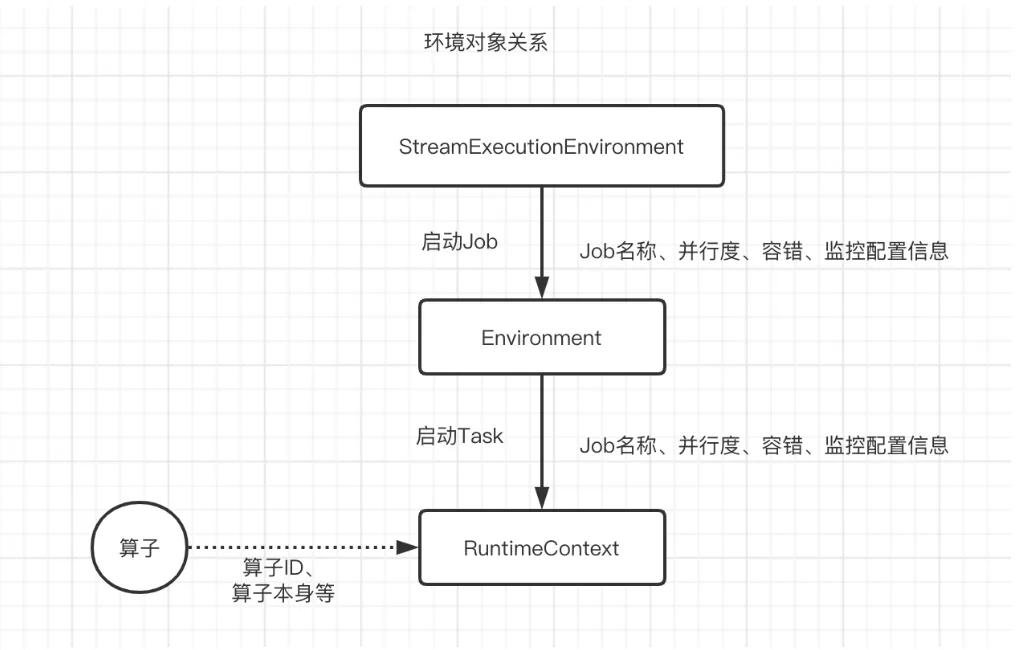 环境对象关系
StreamExecutionEnvironment
启动Job
Job名称、并行度、容错、监控配置信息
Environment
启动Task
Job名称、并行度、容错、监控配置信息
算子
RuntimeContext
算子ID、
算子本身等